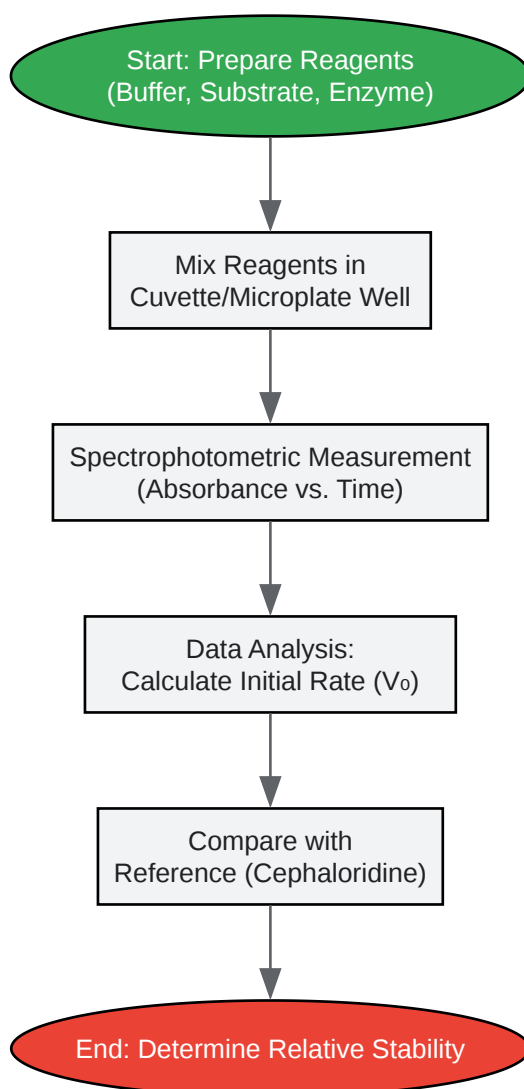 Start: Prepare Reagents
(Buffer, Substrate, Enzyme)
Mix Reagents in
Cuvette/Microplate Well
Spectrophotometric Measurement
(Absorbance vs. Time)
Data Analysis:
Calculate Initial Rate (V₀)
Compare with
Reference (Cephaloridine)
End: Determine Relative Stability